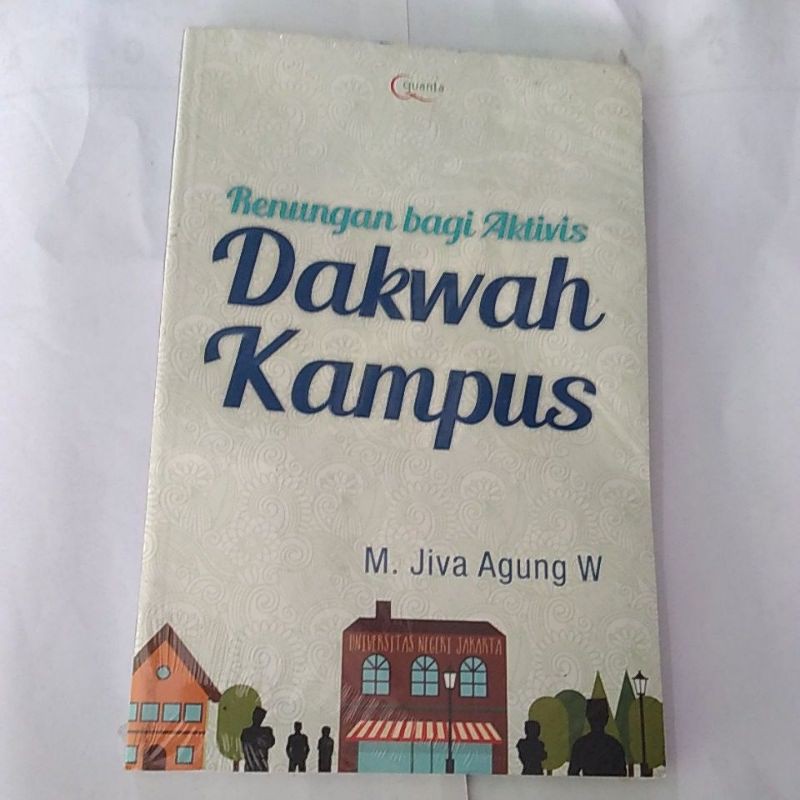 quanta
Renungan bagi Aktivis
Dakwah
Kampus
M. Jiva Agung W
UNIVERSITAS NEGERI JAKARTA